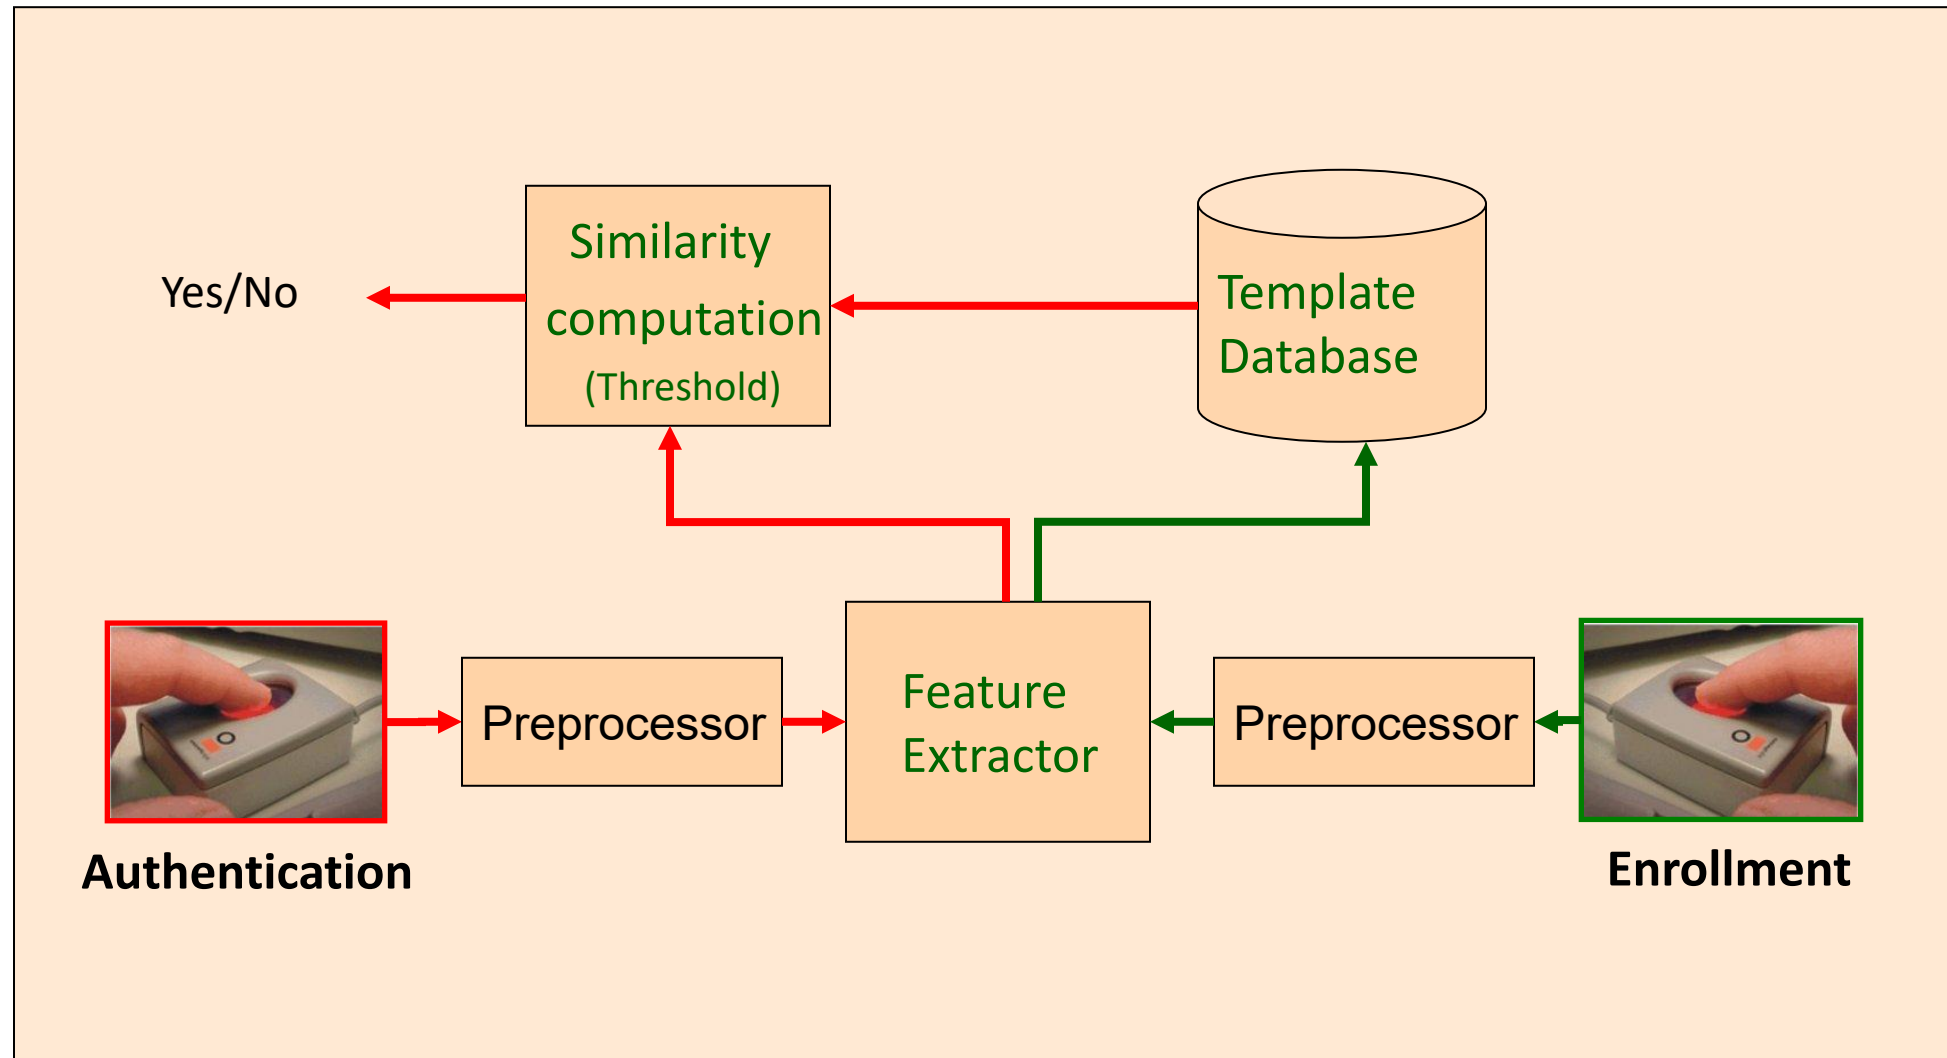 Similarity
computation
(Threshold)
Yes/No
Template
Database
Preprocessor
Feature
Extractor
Preprocessor
Authentication
Enrollment